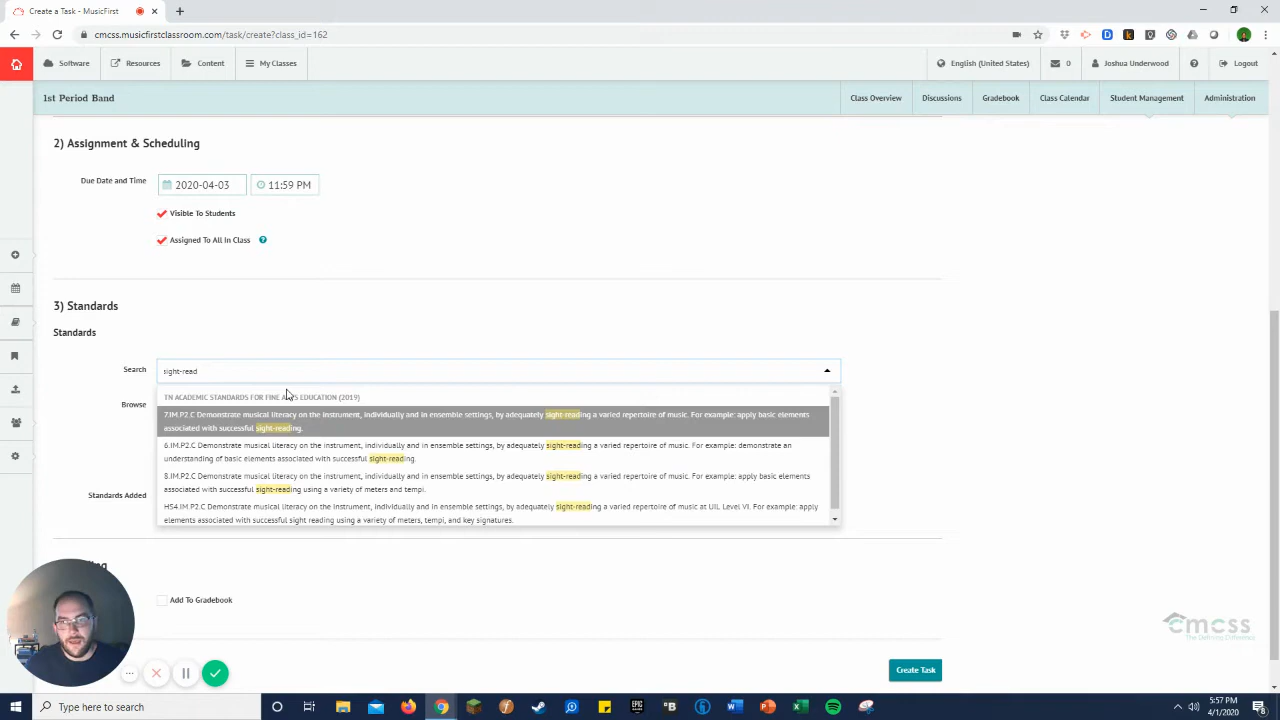 Create a Task - MusicFirst
cmcss.musicfirstclassroom.com/task/create?class_id=162
Software
Resources
Content
My Classes
English (United States)
0
Joshua Underwood
Logout
1st Period Band
Class Overview
Discussions
Gradebook
Class Calendar
Student Management
Administration
2) Assignment & Scheduling
Due Date and Time
2020-04-03
11:59 PM
Visible To Students
Assigned To All In Class
3) Standards
Standards
Search
sight-read
Browse
TN ACADEMIC STANDARDS FOR FINE ARTS EDUCATION (2019)
7.IM.P2.C Demonstrate musical literacy on the instrument, individually and in ensemble settings, by adequately sight-reading a varied repertoire of music. For example: apply basic elements
associated with successful sight-reading.
6.IM.P2.C Demonstrate musical literacy on the instrument, individually and in ensemble settings, by adequately sight-reading a varied repertoire of music. For example: demonstrate an
understanding of basic elements associated with successful sight-reading.
8.IM.P2.C Demonstrate musical literacy on the instrument, individually and in ensemble settings, by adequately sight-reading a varied repertoire of music. For example: apply basic elements
associated with successful sight-reading using a variety of meters and tempi.
HS4.IM.P2.C Demonstrate musical literacy on the instrument, individually and in ensemble settings, by adequately sight-reading a varied repertoire of music at UIL Level VI. For example: apply
elements associated with successful sight reading using a variety of meters, tempi, and key signatures.
Standards Added
Add To Gradebook
cmcss
Create Task
Type here to search
5:57 PM
4/1/2020